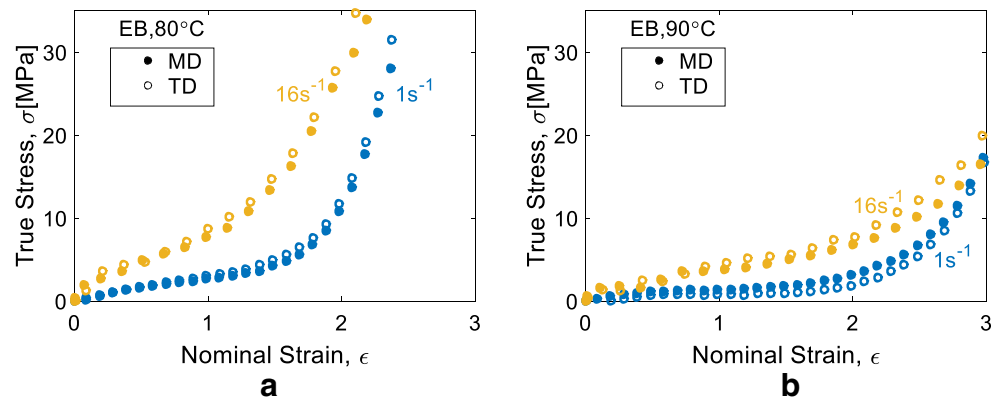 EB,80°C
MD
TD
16s⁻¹
1s⁻¹
30
20
10
0
0
1
2
3
True Stress, σ[MPa]
Nominal Strain, ϵ
a
EB,90°C
MD
TD
16s⁻¹
1s⁻¹
30
20
10
0
0
1
2
3
True Stress, σ[MPa]
Nominal Strain, ϵ
b